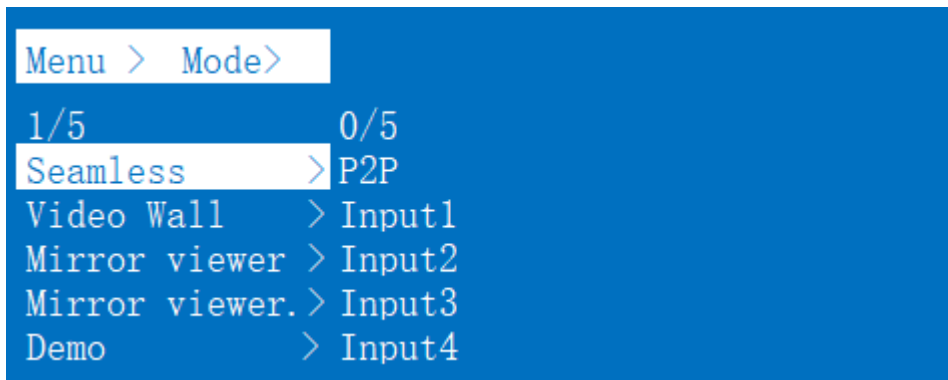 Menu > Mode>
1/5 0/5
Seamless > P2P
Video Wall > Input1
Mirror viewer > Input2
Mirror viewer. > Input3
Demo > Input4